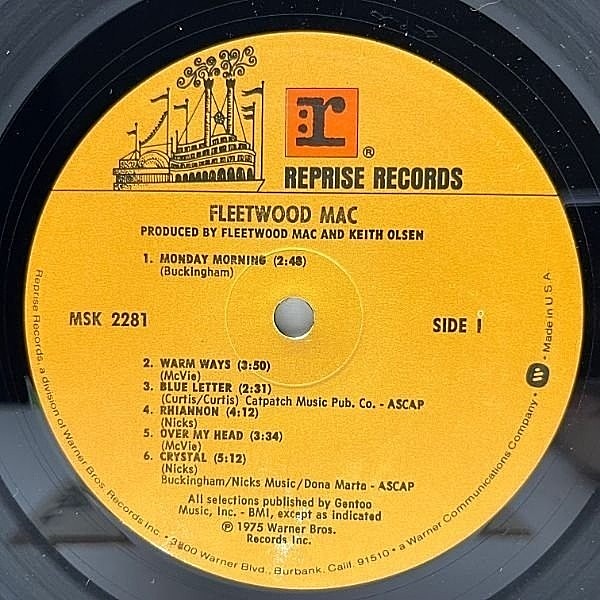 r
®
REPRISE RECORDS
FLEETWOOD MAC
PRODUCED BY FLEETWOOD MAC AND KEITH OLSEN
1. MONDAY MORNING (2:48)
(Buckingham)
MSK 2281
SIDE 1
2. WARM WAYS (3:50)
(McVie)
3. BLUE LETTER (2:31)
(Curtis/Curtis) Catpatch Music Pub. Co. - ASCAP
4. RHIANNON (4:12)
(Nicks)
5. OVER MY HEAD (3:34)
(McVie)
6. CRYSTAL (5:12)
(Nicks)
Buckingham/Nicks Music/Dona Marta - ASCAP
All selections published by Gentoo
Music, Inc. - BMI, except as indicated
℗ 1975 Warner Bros.
Records Inc.
Reprise Records, a division of Warner Bros. Records Inc. • 3300 Warner Blvd., Burbank, Calif. 91510 • a Warner Communications Company • Made in U S A